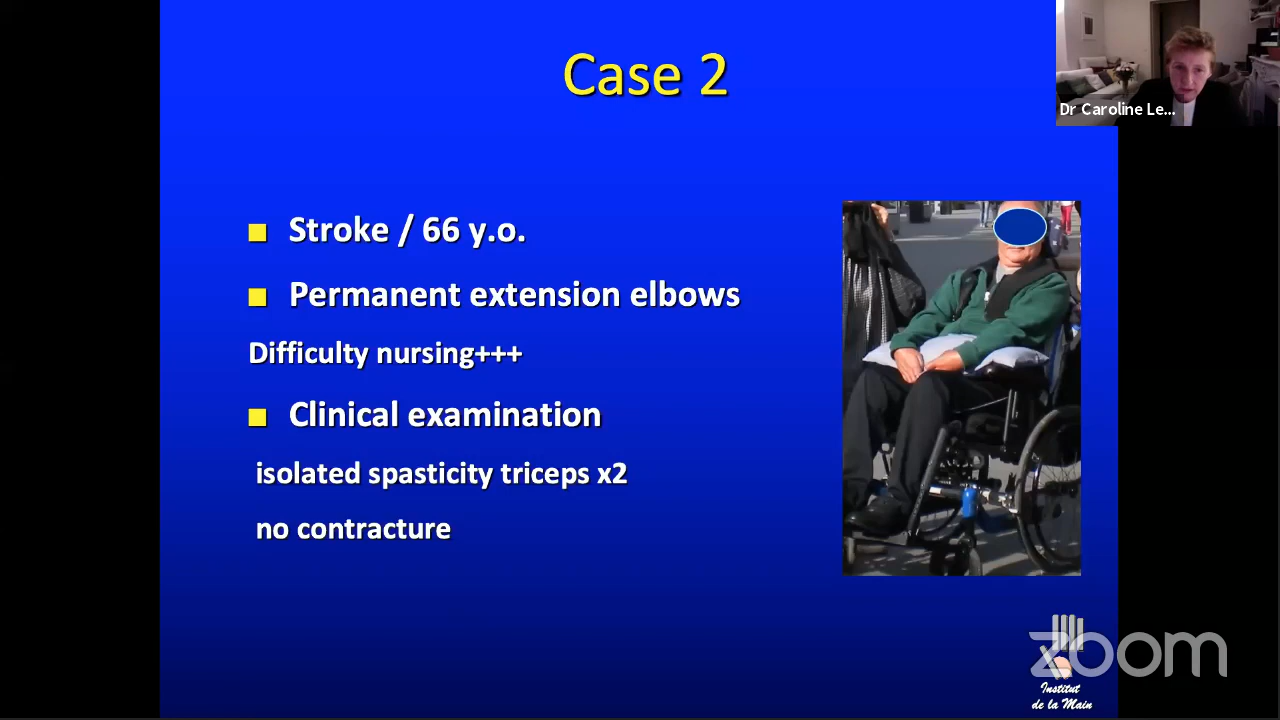 Case 2
Dr Caroline Le...
Stroke / 66 y.o.
Permanent extension elbows
Difficulty nursing+++
Clinical examination
isolated spasticity triceps x2
no contracture
zoom
Institut
de la Main